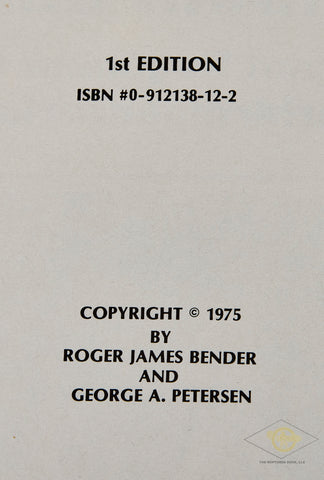 1st EDITION
ISBN #0-912138-12-2
COPYRIGHT © 1975
BY
ROGER JAMES BENDER
AND
GEORGE A. PETERSEN